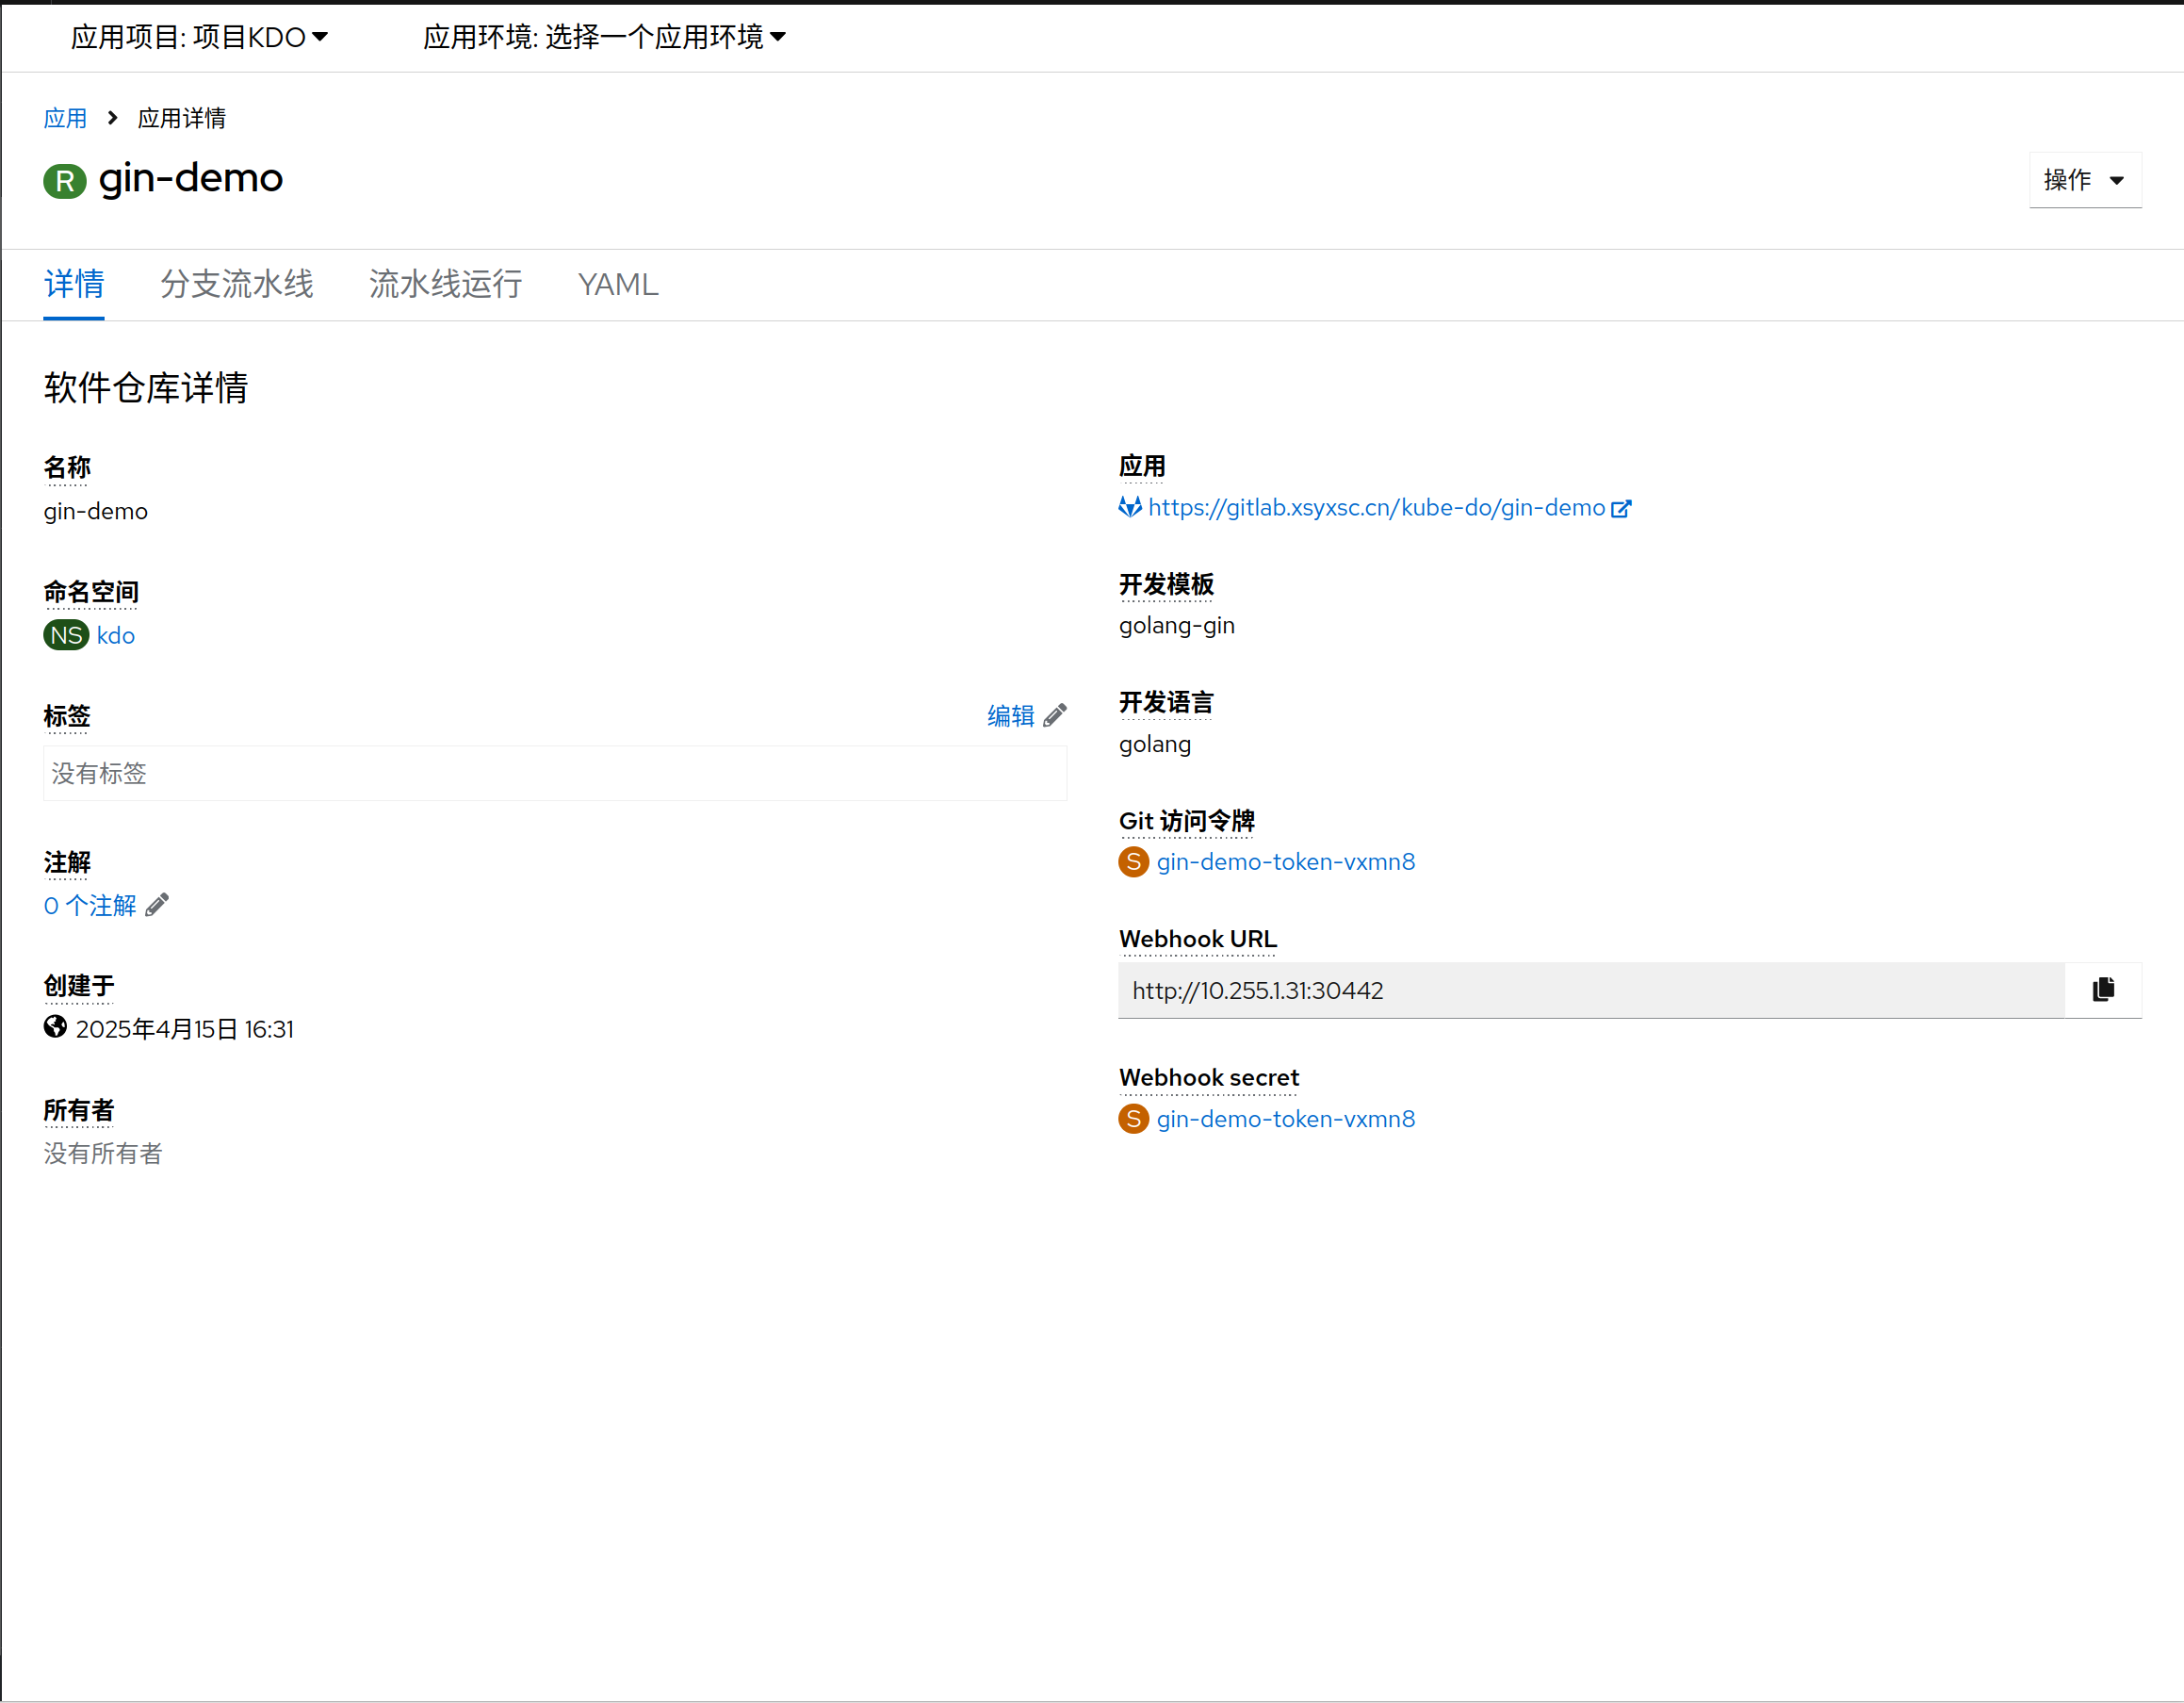 应用项目: 项目KDO
应用环境: 选择一个应用环境
应用 > 应用详情
R gin-demo
操作
详情
分支流水线
流水线运行
YAML
软件仓库详情
名称
gin-demo
命名空间
NS kdo
标签
编辑
没有标签
注解
0 个注解
创建于
2025年4月15日 16:31
所有者
没有所有者
应用
https://gitlab.xsyxsc.cn/kube-do/gin-demo
开发模板
golang-gin
开发语言
golang
Git 访问令牌
S gin-demo-token-vxmn8
Webhook URL
http://10.255.1.31:30442
Webhook secret
S gin-demo-token-vxmn8